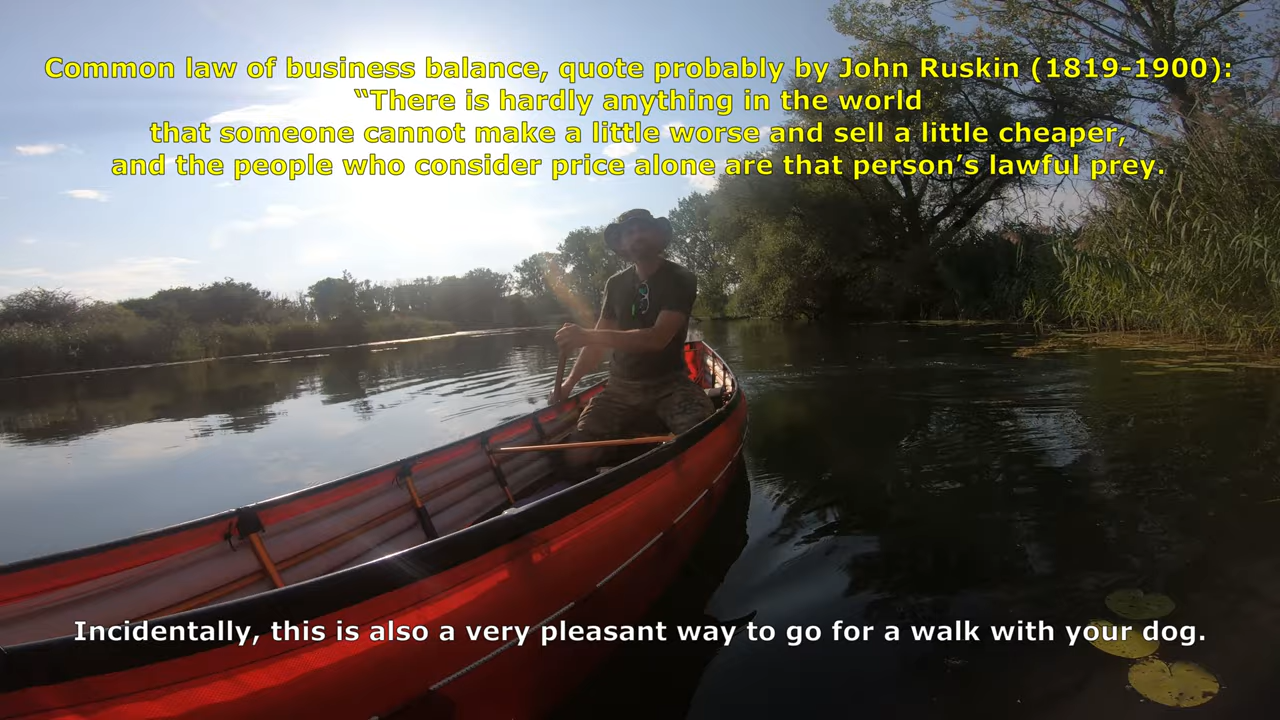 Common law of business balance, quote probably by John Ruskin (1819-1900):
“There is hardly anything in the world
that someone cannot make a little worse and sell a little cheaper,
and the people who consider price alone are that person’s lawful prey.
Incidentally, this is also a very pleasant way to go for a walk with your dog.